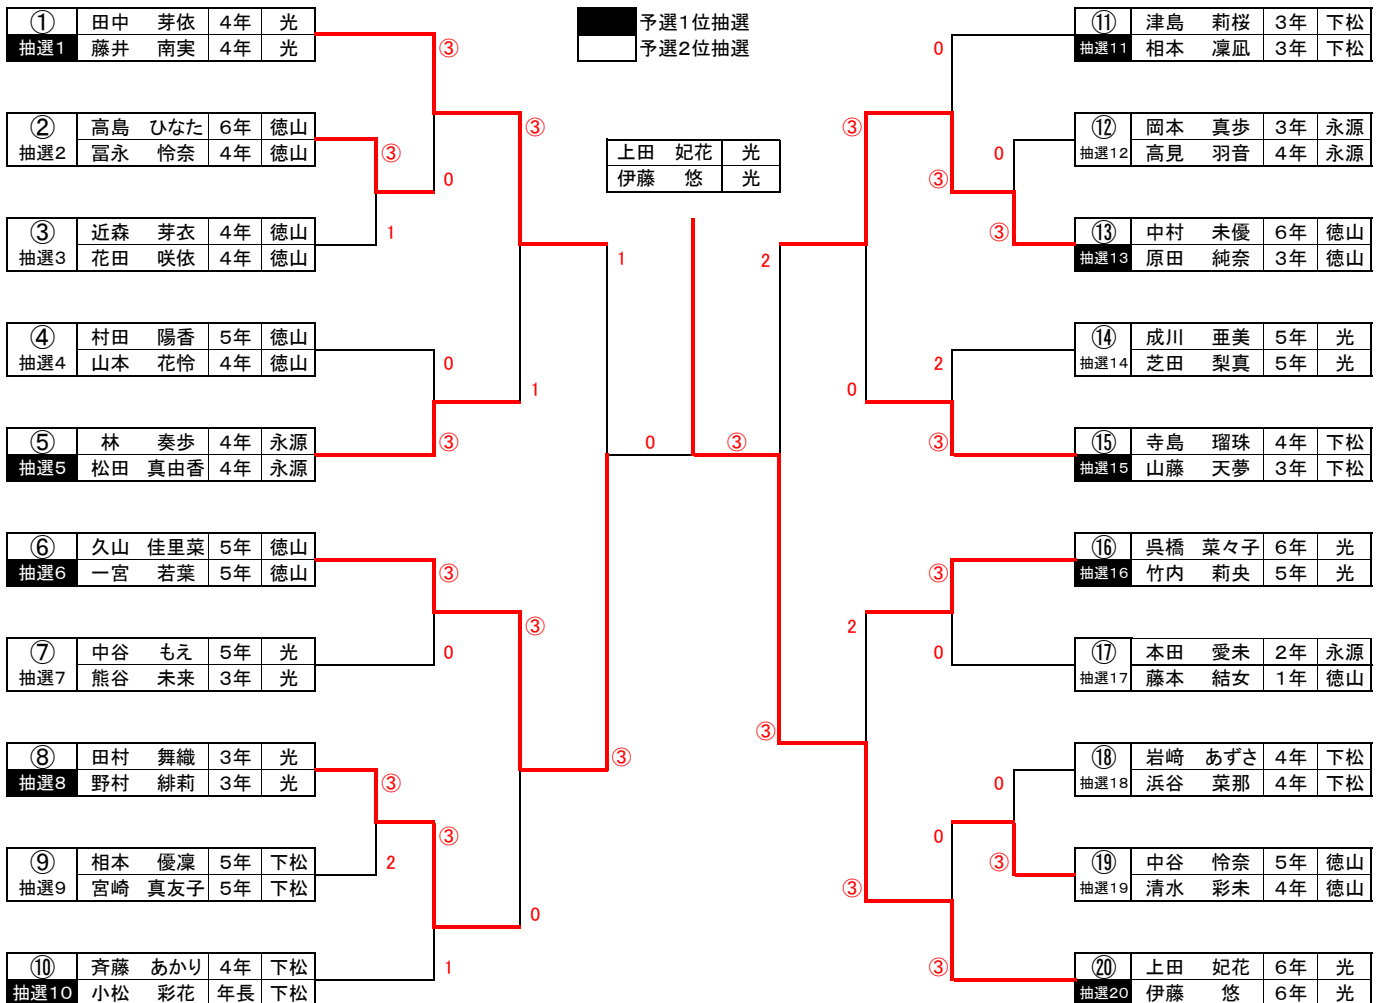 予選1位抽選
予選2位抽選
上田 妃花 光
伊藤 悠 光
① 田中 芽依 4年 光
抽選1 藤井 南実 4年 光
② 高島 ひなた 6年 徳山
抽選2 冨永 怜奈 4年 徳山
③ 近森 芽衣 4年 徳山
抽選3 花田 咲依 4年 徳山
④ 村田 陽香 5年 徳山
抽選4 山本 花怜 4年 徳山
⑤ 林 奏歩 4年 永源
抽選5 松田 真由香 4年 永源
⑥ 久山 佳里菜 5年 徳山
抽選6 一宮 若葉 5年 徳山
⑦ 中谷 もえ 5年 光
抽選7 熊谷 未来 3年 光
⑧ 田村 舞織 3年 光
抽選8 野村 緋莉 3年 光
⑨ 相本 優凜 5年 下松
抽選9 宮崎 真友子 5年 下松
⑩ 斉藤 あかり 4年 下松
抽選10 小松 彩花 年長 下松
③
③
③
0
1
1
0
1
③
0
③
③
0
③
③
③
2
0
1
⑪ 津島 莉桜 3年 下松
抽選11 相本 凜凪 3年 下松
⑫ 岡本 真歩 3年 永源
抽選12 高見 羽音 4年 永源
⑬ 中村 未優 6年 徳山
抽選13 原田 純奈 3年 徳山
⑭ 成川 亜美 5年 光
抽選14 芝田 梨真 5年 光
⑮ 寺島 瑠珠 4年 下松
抽選15 山藤 天夢 3年 下松
⑯ 呉橋 菜々子 6年 光
抽選16 竹内 莉央 5年 光
⑰ 本田 愛未 2年 永源
抽選17 藤本 結女 1年 徳山
⑱ 岩﨑 あずさ 4年 下松
抽選18 浜谷 菜那 4年 下松
⑲ 中谷 怜奈 5年 徳山
抽選19 清水 彩未 4年 徳山
⑳ 上田 妃花 6年 光
抽選20 伊藤 悠 6年 光
0
③
0
③
③
2
2
0
③
③
③
2
0
③
0
0
③
③
③